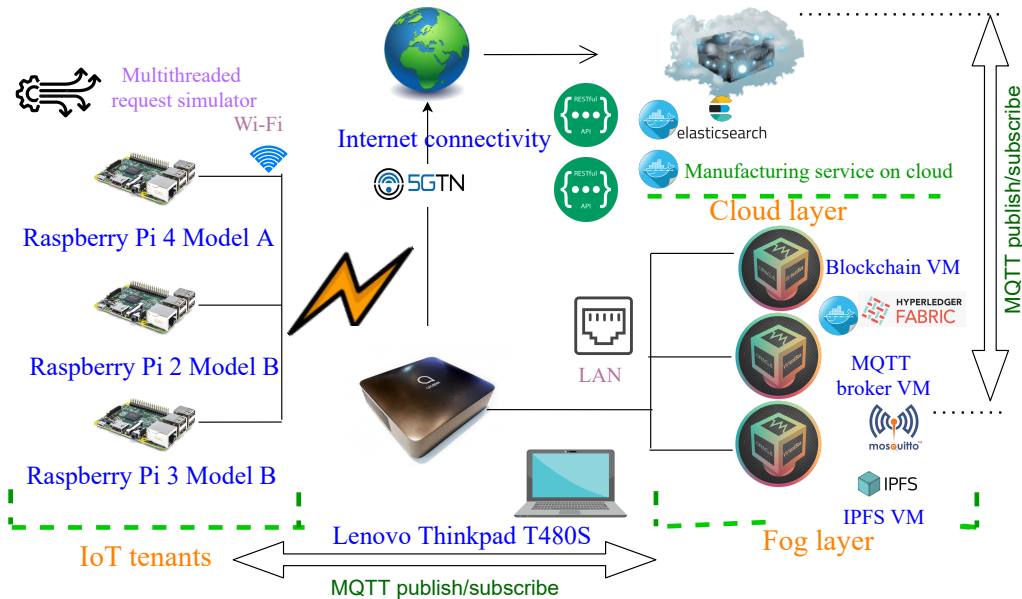 Multithreaded
request simulator
Wi-Fi
Raspberry Pi 4 Model A
Raspberry Pi 2 Model B
Raspberry Pi 3 Model B
IoT tenants
Internet connectivity
5GTN
LAN
Lenovo Thinkpad T480S
MQTT publish/subscribe
RESTful
{•••}
API
RESTful
{•••}
API
elasticsearch
Manufacturing service on cloud
Cloud layer
Blockchain VM
HYPERLEDGER
FABRIC
MQTT
broker VM
mosquitto
IPFS
IPFS VM
Fog layer
MQTT publish/subscribe